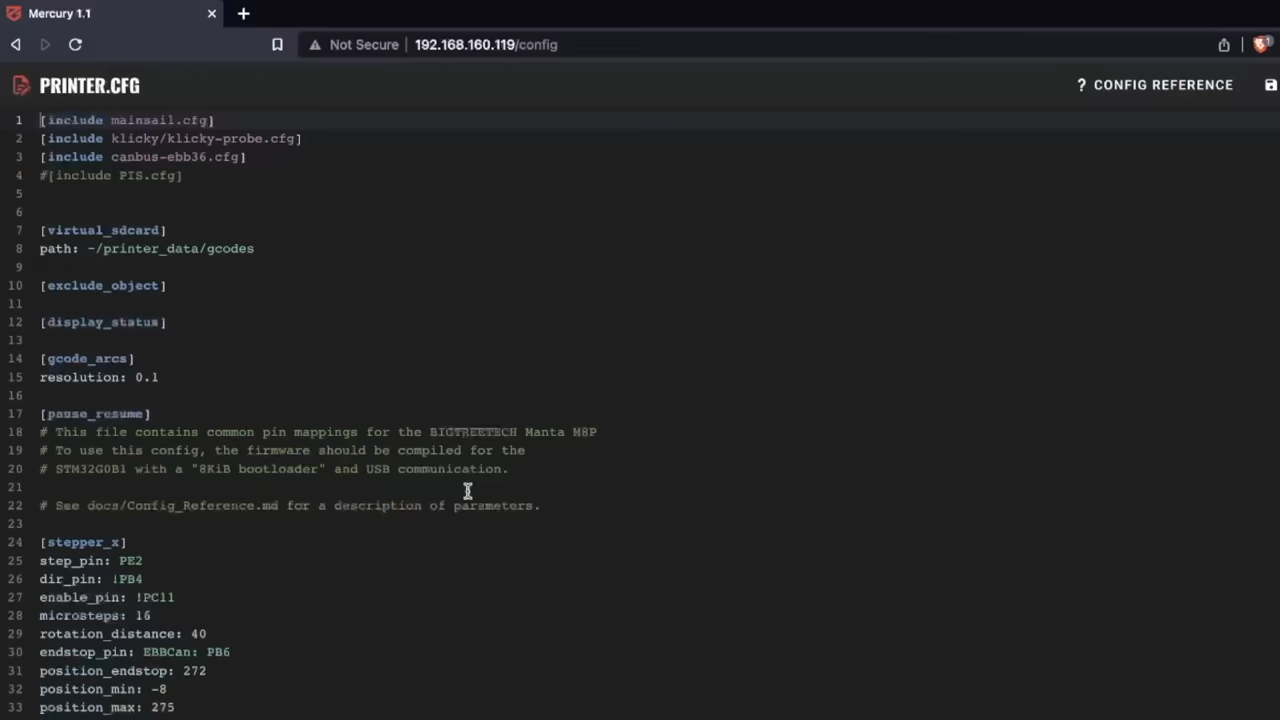 Mercury 1.1
Not Secure 192.168.160.119/config
PRINTER.CFG
? CONFIG REFERENCE
1 [include mainsail.cfg]
2 [include klicky/klicky-probe.cfg]
3 [include canbus-ebb36.cfg]
4 #[include PIS.cfg]
5
6
7 [virtual_sdcard]
8 path: ~/printer_data/gcodes
9
10 [exclude_object]
11
12 [display_status]
13
14 [gcode_arcs]
15 resolution: 0.1
16
17 [pause_resume]
18 # This file contains common pin mappings for the BIGTREETECH Manta M8P
19 # To use this config, the firmware should be compiled for the
20 # STM32G0B1 with a "8KiB bootloader" and USB communication.
21
22 # See docs/Config_Reference.md for a description of parameters.
23
24 [stepper_x]
25 step_pin: PE2
26 dir_pin: !PB4
27 enable_pin: !PC11
28 microsteps: 16
29 rotation_distance: 40
30 endstop_pin: EBBCan: PB6
31 position_endstop: 272
32 position_min: -8
33 position_max: 275